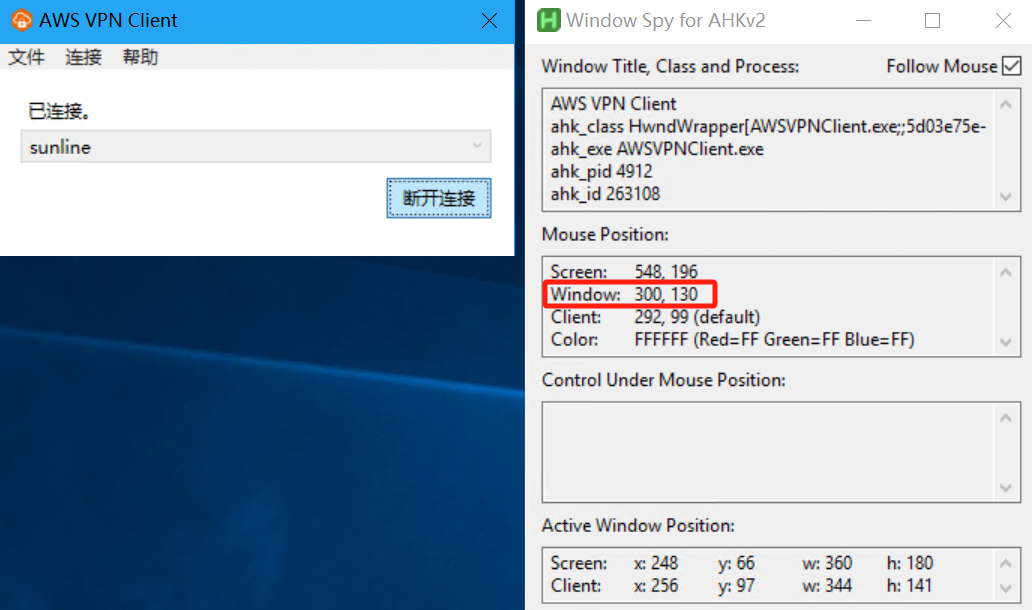 AWS VPN Client
文件 连接 帮助
已连接。
sunline
断开连接
Window Spy for AHKv2
Window Title, Class and Process:
Follow Mouse
AWS VPN Client
ahk_class HwndWrapper[AWSVPNClient.exe;;5d03e75e-
ahk_exe AWSVPNClient.exe
ahk_pid 4912
ahk_id 263108
Mouse Position:
Screen: 548, 196
Window: 300, 130
Client: 292, 99 (default)
Color: FFFFFF (Red=FF Green=FF Blue=FF)
Control Under Mouse Position:
Active Window Position:
Screen: x: 248 y: 66 w: 360 h: 180
Client: x: 256 y: 97 w: 344 h: 141